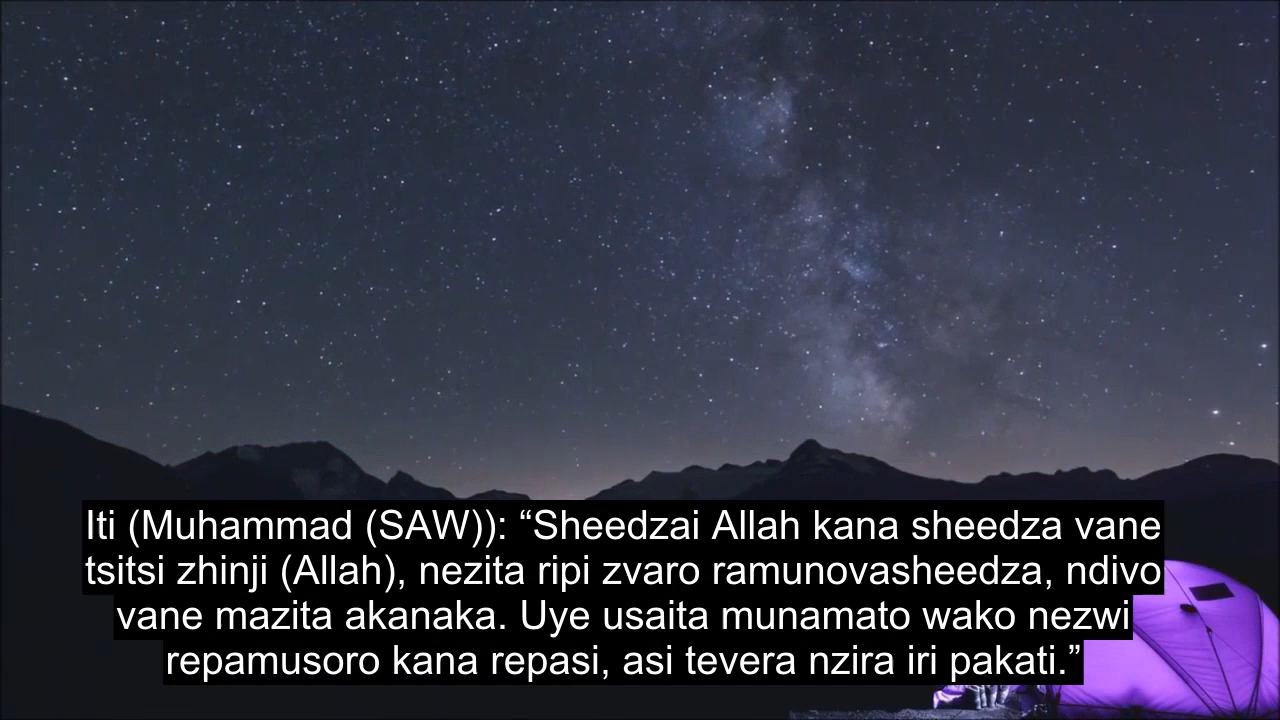 Iti (Muhammad (SAW)): “Sheedzai Allah kana sheedza vane
tsitsi zhinji (Allah), nezita ripi zvaro ramunovasheedza, ndivo
vane mazita akanaka. Uye usaita munamato wako nezwi
repamusoro kana repasi, asi tevera nzira iri pakati.”